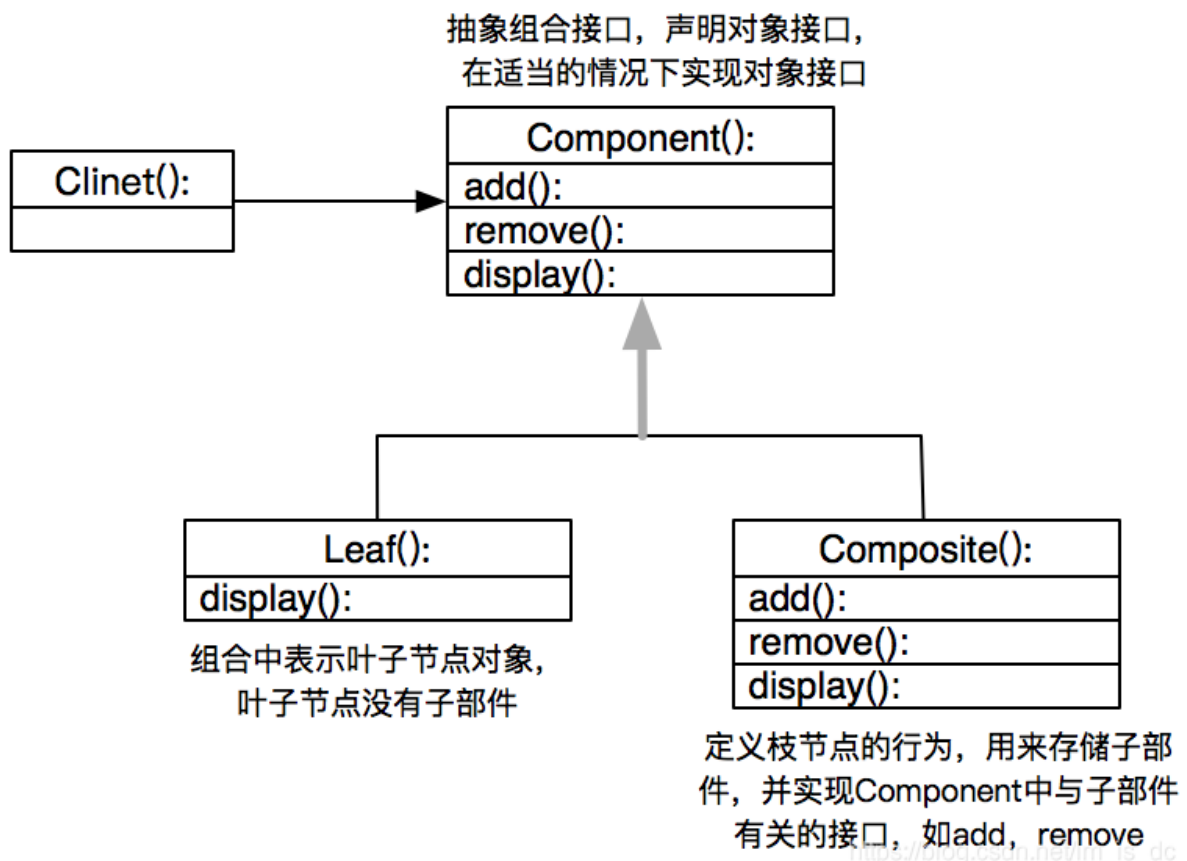 抽象组合接口，声明对象接口，
在适当的情况下实现对象接口
Component():
add():
remove():
display():
Clinet():
Leaf():
display():
组合中表示叶子节点对象，
叶子节点没有子部件
Composite():
add():
remove():
display():
定义枝节点的行为，用来存储子部
件，并实现Component中与子部件
有关的接口，如add，remove
https://blog.csdn.net/im_is_dc